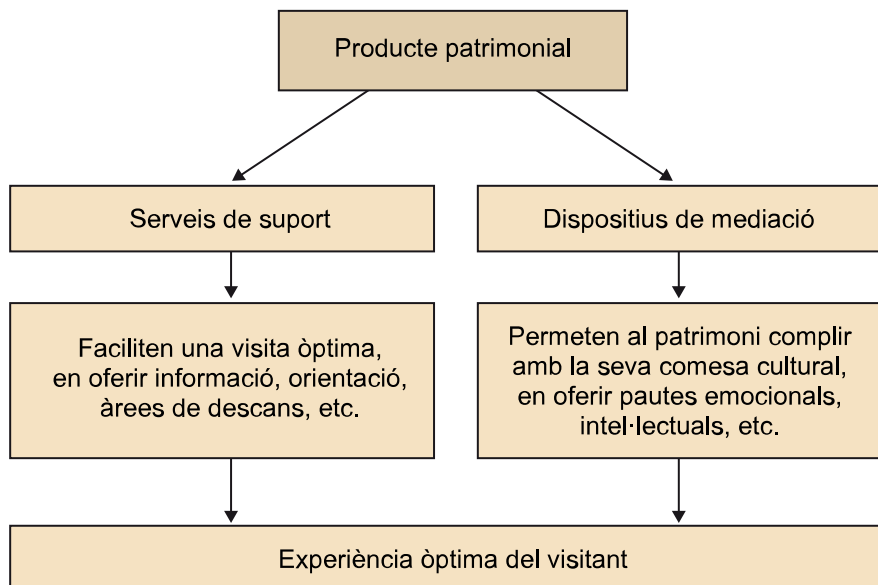 Producte patrimonial
Serveis de suport
Dispositius de mediació
Faciliten una visita òptima,
en oferir informació, orientació,
àrees de descans, etc.
Permeten al patrimoni complir
amb la seva comesa cultural,
en oferir pautes emocionals,
intel·lectuals, etc.
Experiència òptima del visitant